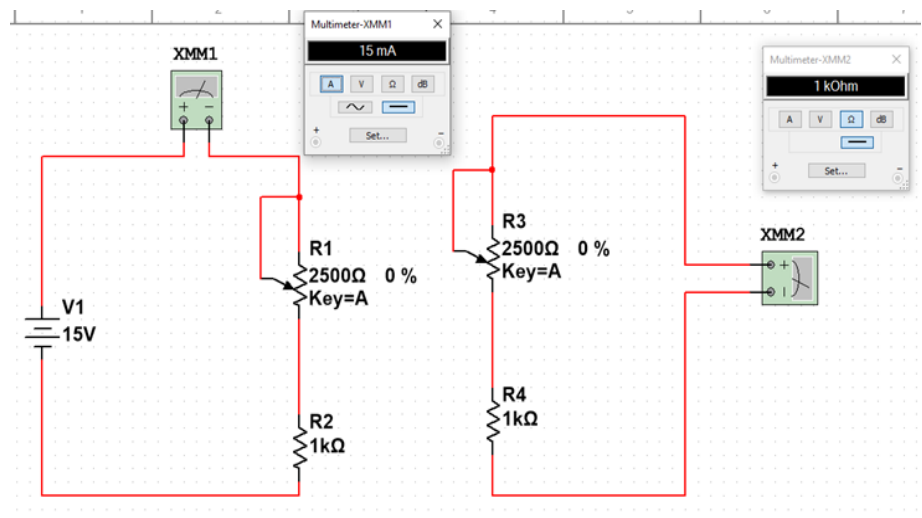 Multimeter-XMM1
15 mA
A V Ω dB
Set...
+ -
XMM1
+ -
Multimeter-XMM2
1 kOhm
A V Ω dB
Set...
+ -
R1
2500Ω 0 %
Key=A
R3
2500Ω 0 %
Key=A
XMM2
+
V1
15V
R2
1kΩ
R4
1kΩ